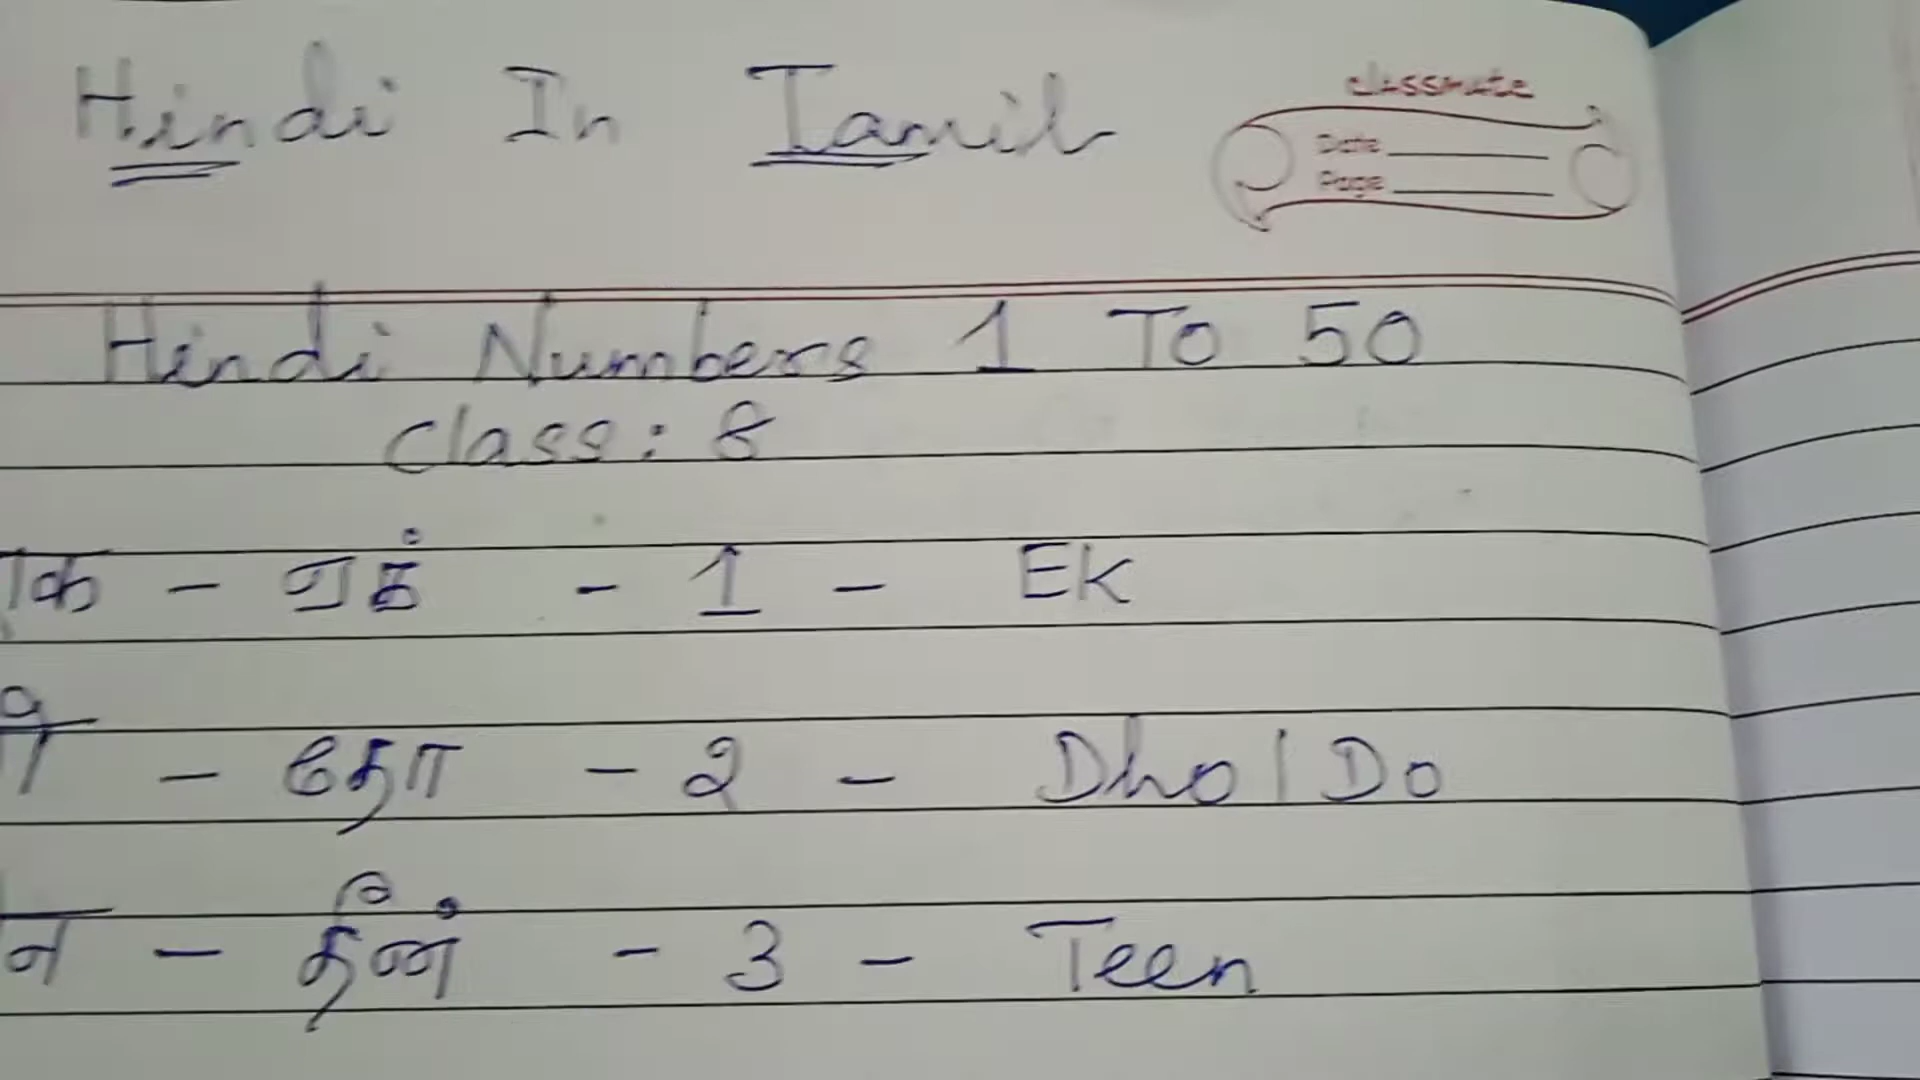 Hindi In Tamil
classmate
Date
Page
Hindi Numbers 1 To 50
Class: 8
एक - ஏக் - 1 - Ek
- தோ - 2 - Dho/Do
- தீன் - 3 - Teen